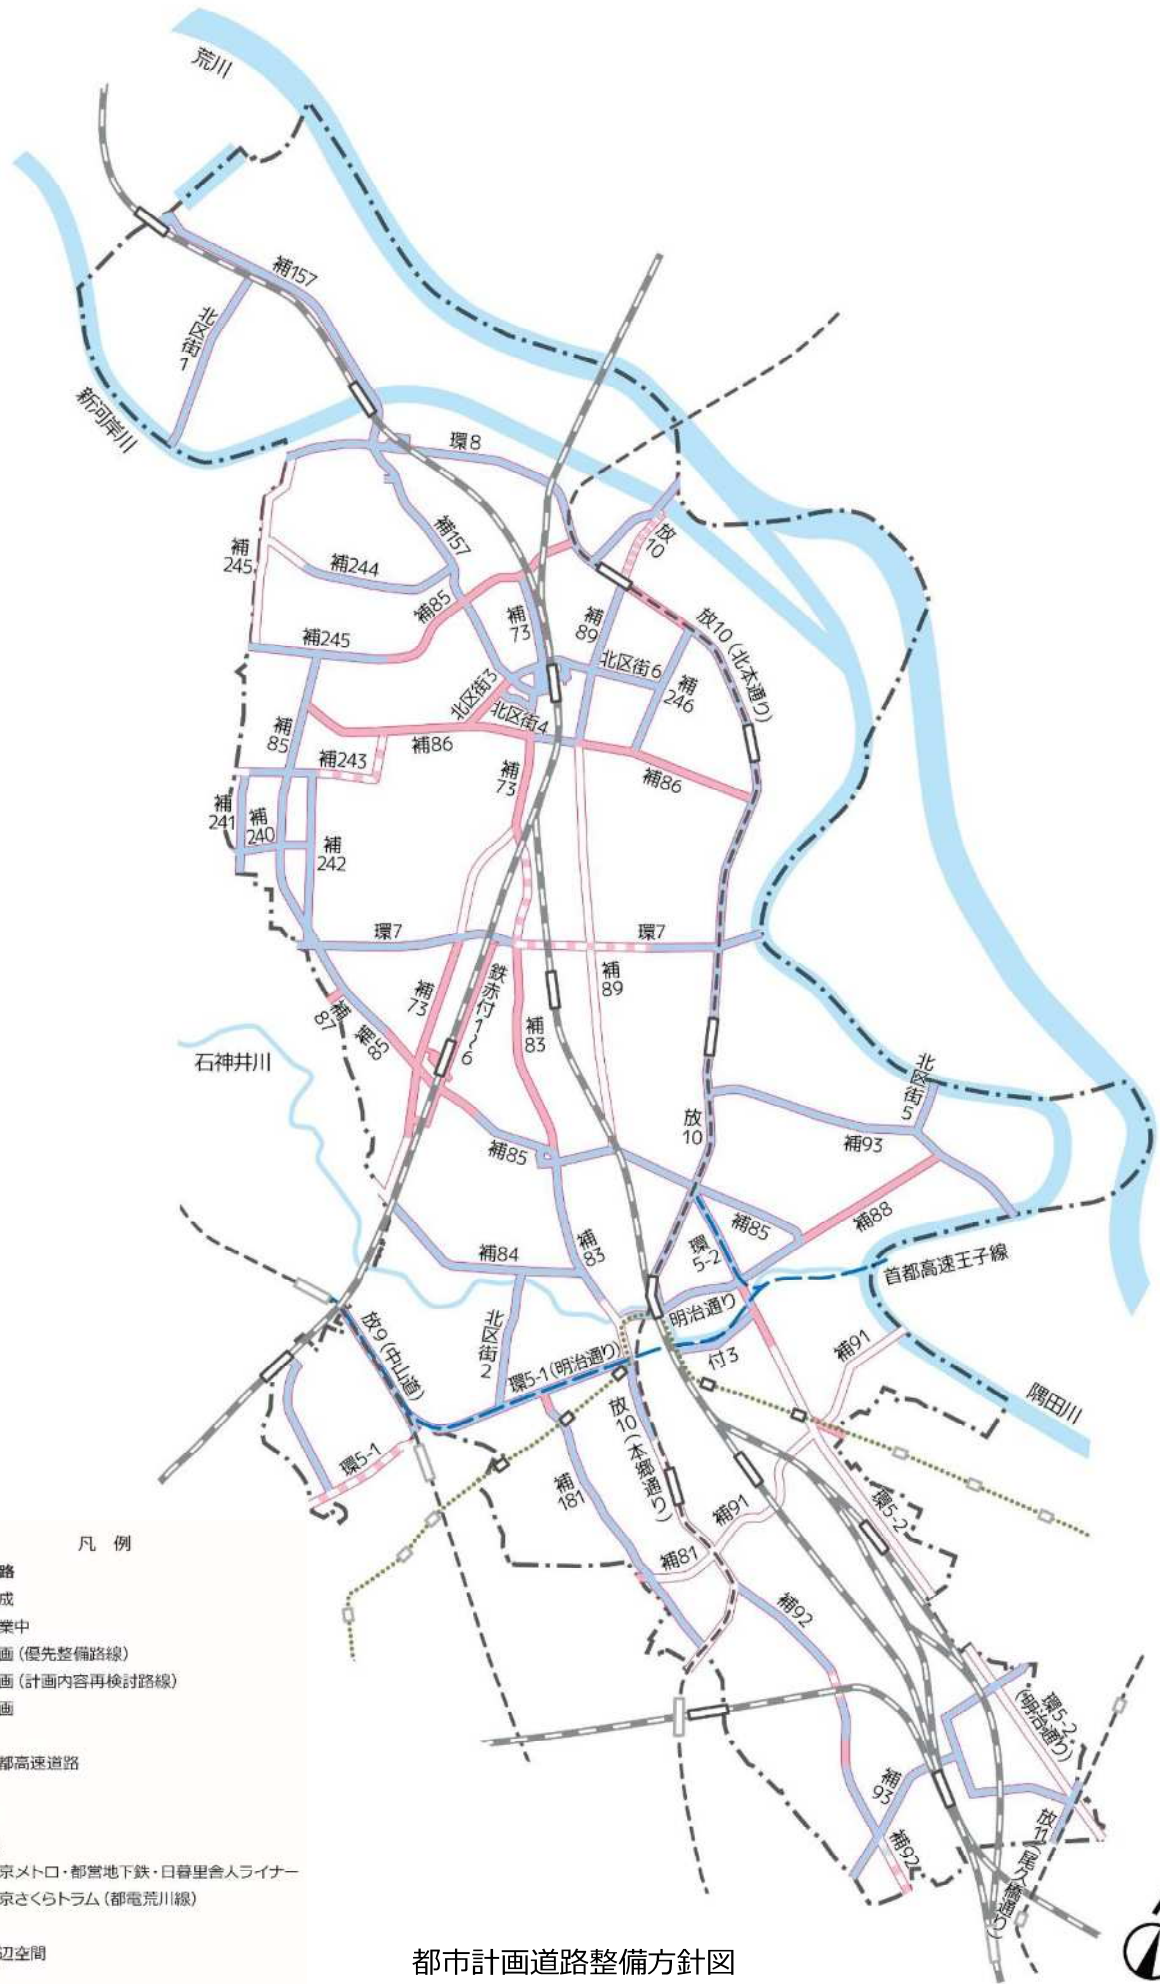 荒川
補157
北区街1
新河岸川
環8
補157
放10
補245
補244
補85
補73
補89
放10（北本通り）
補245
北区街6
北区街3
補246
北区街4
補85
補86
補243
補73
補86
補241
補240
補242
環7
環7
補73
鉄赤付1~6
補89
補87
補85
補83
石神井川
北区街5
放10
補93
補85
補85
補88
補84
補83
環5-2
首都高速王子線
明治通り
放9（中山道）
北区街2
環5-1（明治通り）
付3
補91
隅田川
放10（本郷通り）
環5-1
補181
補91
環5-2
補81
補92
環5-2（明治通り）
補93
補92
放11（尾久橋通り）
凡 例
路
成
業中
画（優先整備路線）
画（計画内容再検討路線）
画
都高速道路
京メトロ・都営地下鉄・日暮里舎人ライナー
京さくらトラム（都電荒川線）
辺空間
都市計画道路整備方針図